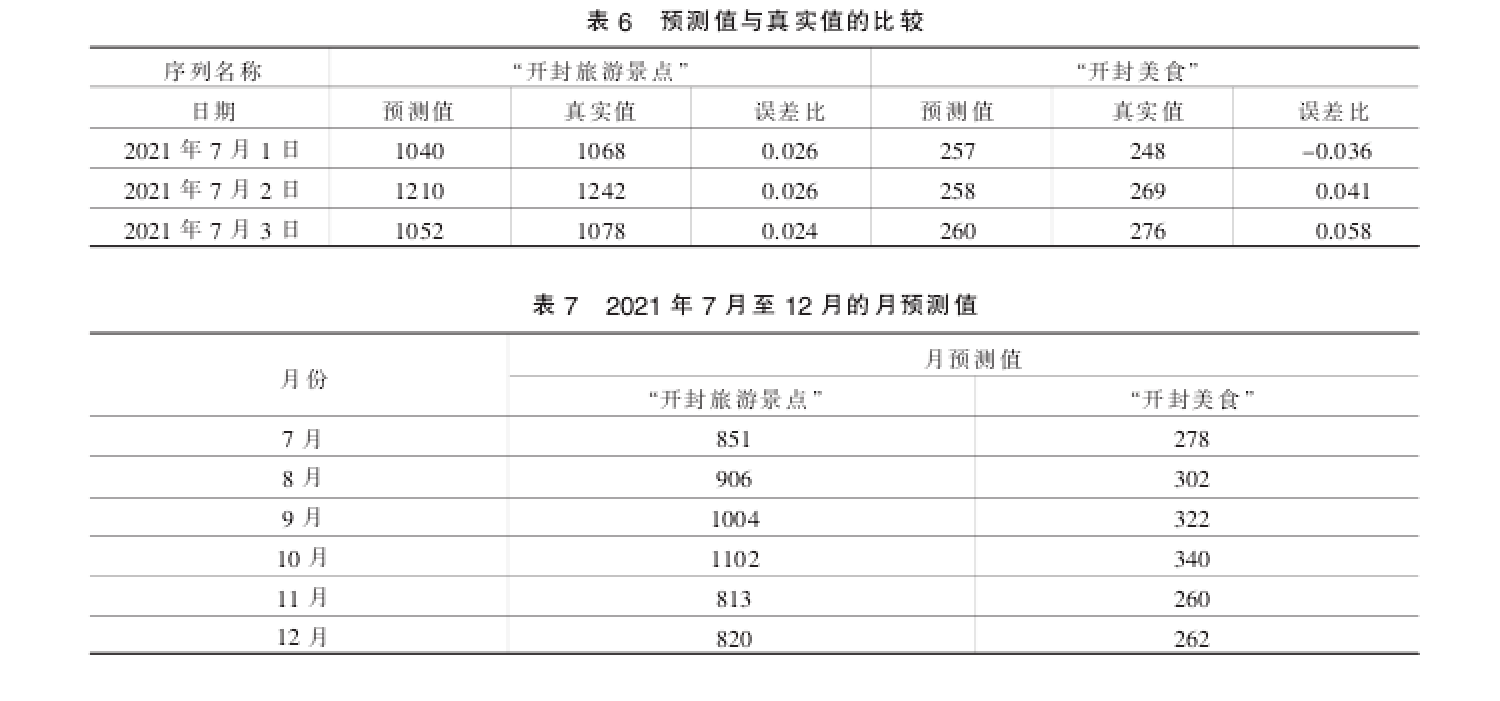 表 6 预测值与真实值的比较
序列名称 “开封旅游景点” “开封美食”
日期 预测值 真实值 误差比 预测值 真实值 误差比
2021 年 7 月 1 日 1040 1068 0.026 257 248 −0.036
2021 年 7 月 2 日 1210 1242 0.026 258 269 0.041
2021 年 7 月 3 日 1052 1078 0.024 260 276 0.058
表 7 2021 年 7 月至 12 月的月预测值
月份 月预测值
“开封旅游景点” “开封美食”
7 月 851 278
8 月 906 302
9 月 1004 322
10 月 1102 340
11 月 813 260
12 月 820 262